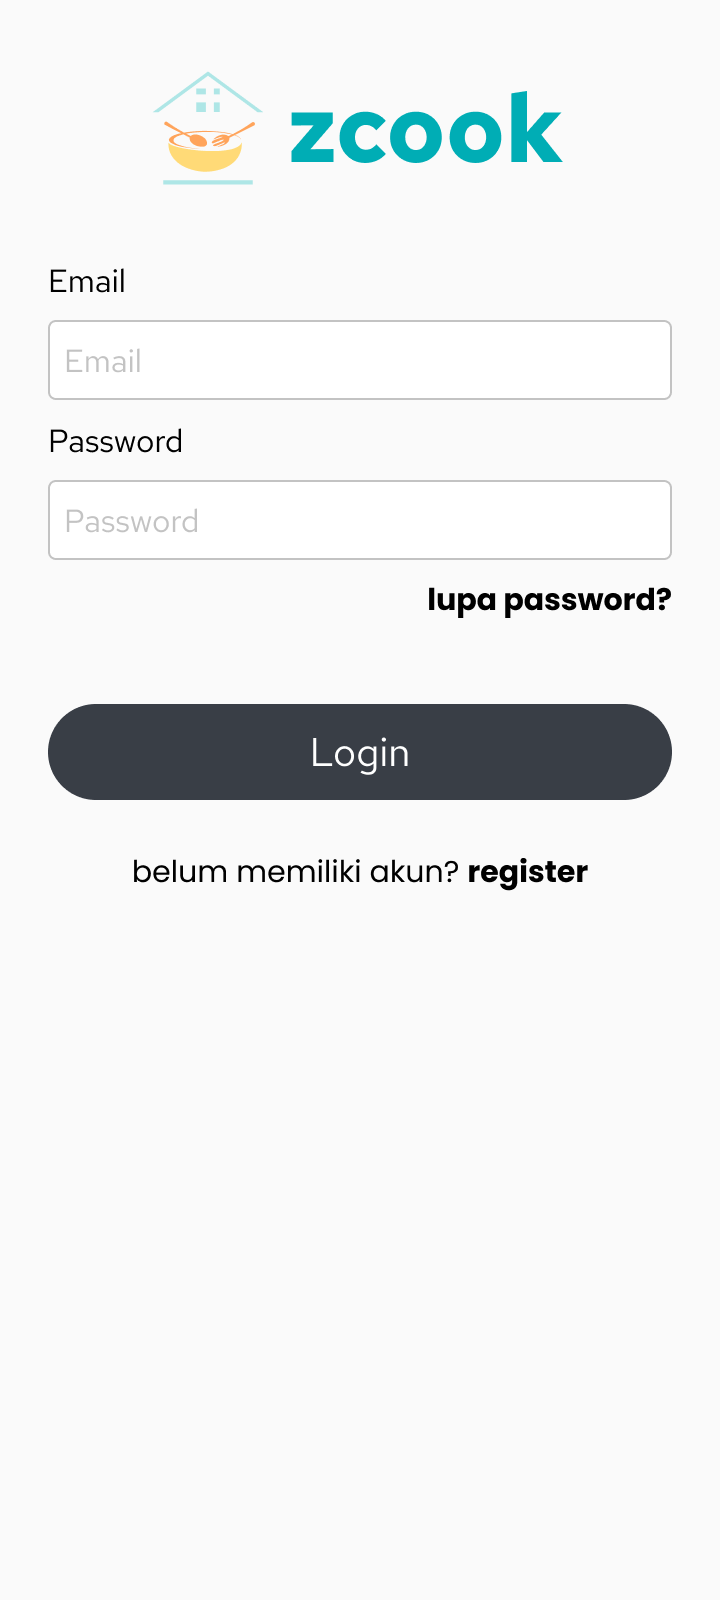 zcook
Email
Email
Password
Password
lupa password?
Login
belum memiliki akun? register